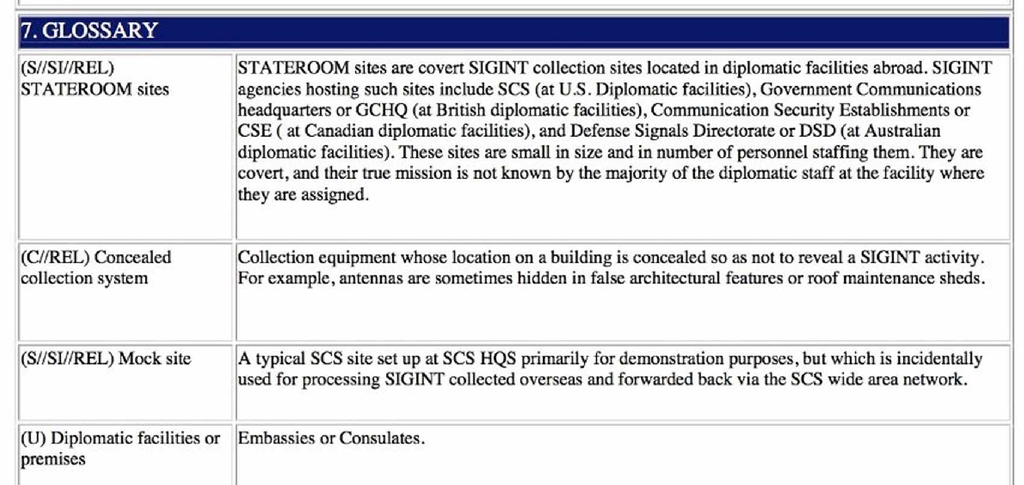 7. GLOSSARY
(S//SI//REL)
STATEROOM sites
STATEROOM sites are covert SIGINT collection sites located in diplomatic facilities abroad. SIGINT
agencies hosting such sites include SCS (at U.S. Diplomatic facilities), Government Communications
headquarters or GCHQ (at British diplomatic facilities), Communication Security Establishments or
CSE ( at Canadian diplomatic facilities), and Defense Signals Directorate or DSD (at Australian
diplomatic facilities). These sites are small in size and in number of personnel staffing them. They are
covert, and their true mission is not known by the majority of the diplomatic staff at the facility where
they are assigned.
(C//REL) Concealed
collection system
Collection equipment whose location on a building is concealed so as not to reveal a SIGINT activity.
For example, antennas are sometimes hidden in false architectural features or roof maintenance sheds.
(S//SI//REL) Mock site
A typical SCS site set up at SCS HQS primarily for demonstration purposes, but which is incidentally
used for processing SIGINT collected overseas and forwarded back via the SCS wide area network.
(U) Diplomatic facilities or
premises
Embassies or Consulates.